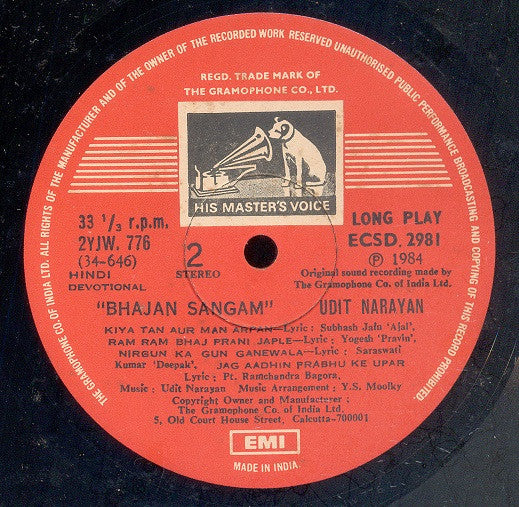 THE GRAMOPHONE CO. OF INDIA LTD. ALL RIGHTS OF THE MANUFACTURER AND OF THE OWNER OF THE RECORDED WORK RESERVED UNAUTHORISED PUBLIC PERFORMANCE BROADCASTING AND COPYING OF THIS RECORD PROHIBITED.
REGD. TRADE MARK OF
THE GRAMOPHONE CO., LTD.
HIS MASTER'S VOICE
33 1/3 r.p.m.
2YJW. 776
(34-646)
HINDI
DEVOTIONAL
2
STEREO
LONG PLAY
ECSD. 2981
Ⓟ 1984
Original sound recording made by
The Gramophone Co. of India Ltd.
"BHAJAN SANGAM" UDIT NARAYAN
KIYA TAN AUR MAN ARPAN—Lyric: Subhash Jain 'Ajal',
RAM RAM BHAJ PRANI JAPLE—Lyric: Yogesh 'Pravin',
NIRGUN KA GUN GANEWALA—Lyric: Saraswati
Kumar 'Deepak', JAG AADHIN PRABHU KE UPAR
Lyric: Pt. Ramchandra Bagora.
Music: Udit Narayan Music Arrangement: Y.S. Moolky
Copyright Owner and Manufacturer:
The Gramophone Co. of India Ltd.
5, Old Court House Street, Calcutta-700001
EMI
MADE IN INDIA